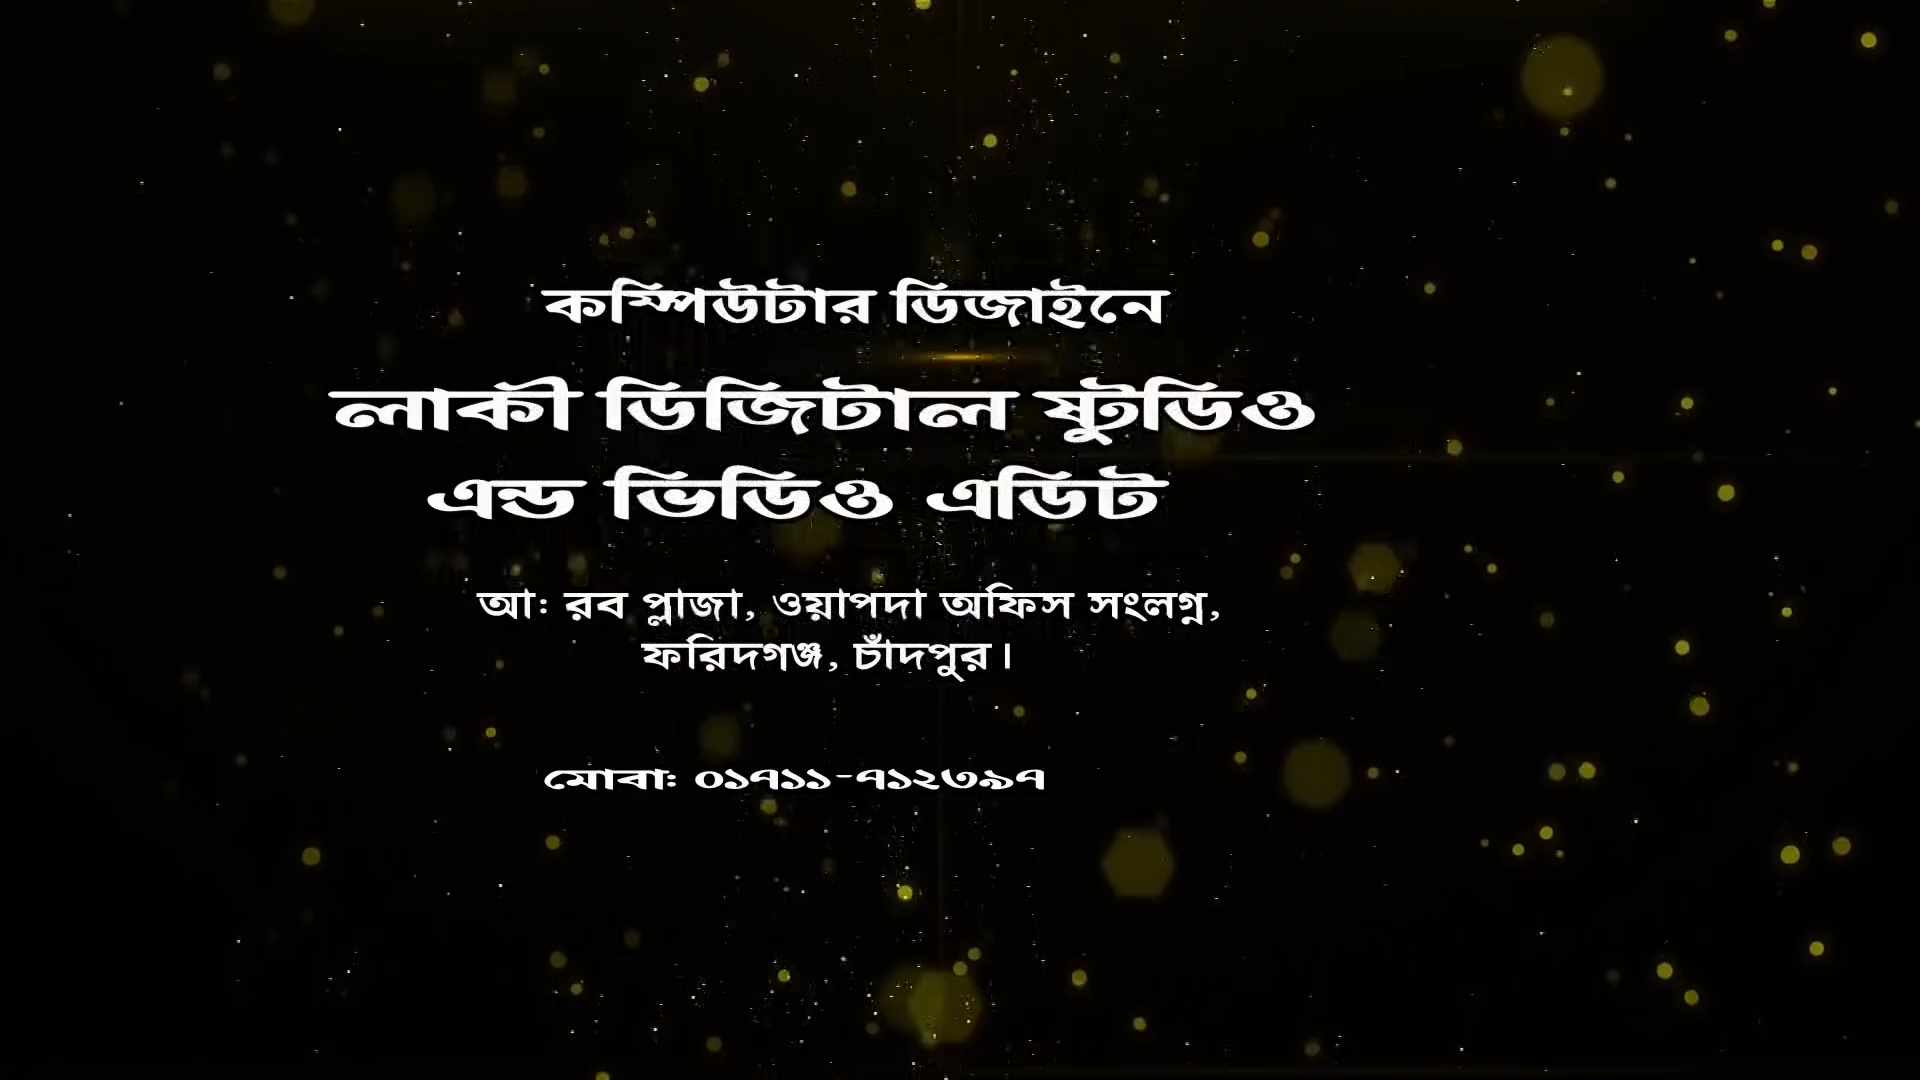 কম্পিউটার ডিজাইনে
লাকী ডিজিটাল ষ্টুডিও
এন্ড ভিডিও এডিট
আঃ রব প্লাজা, ওয়াপদা অফিস সংলগ্ন,
ফরিদগঞ্জ, চাঁদপুর।
মোবাঃ ০১৭১১-৭১২৩৯৭